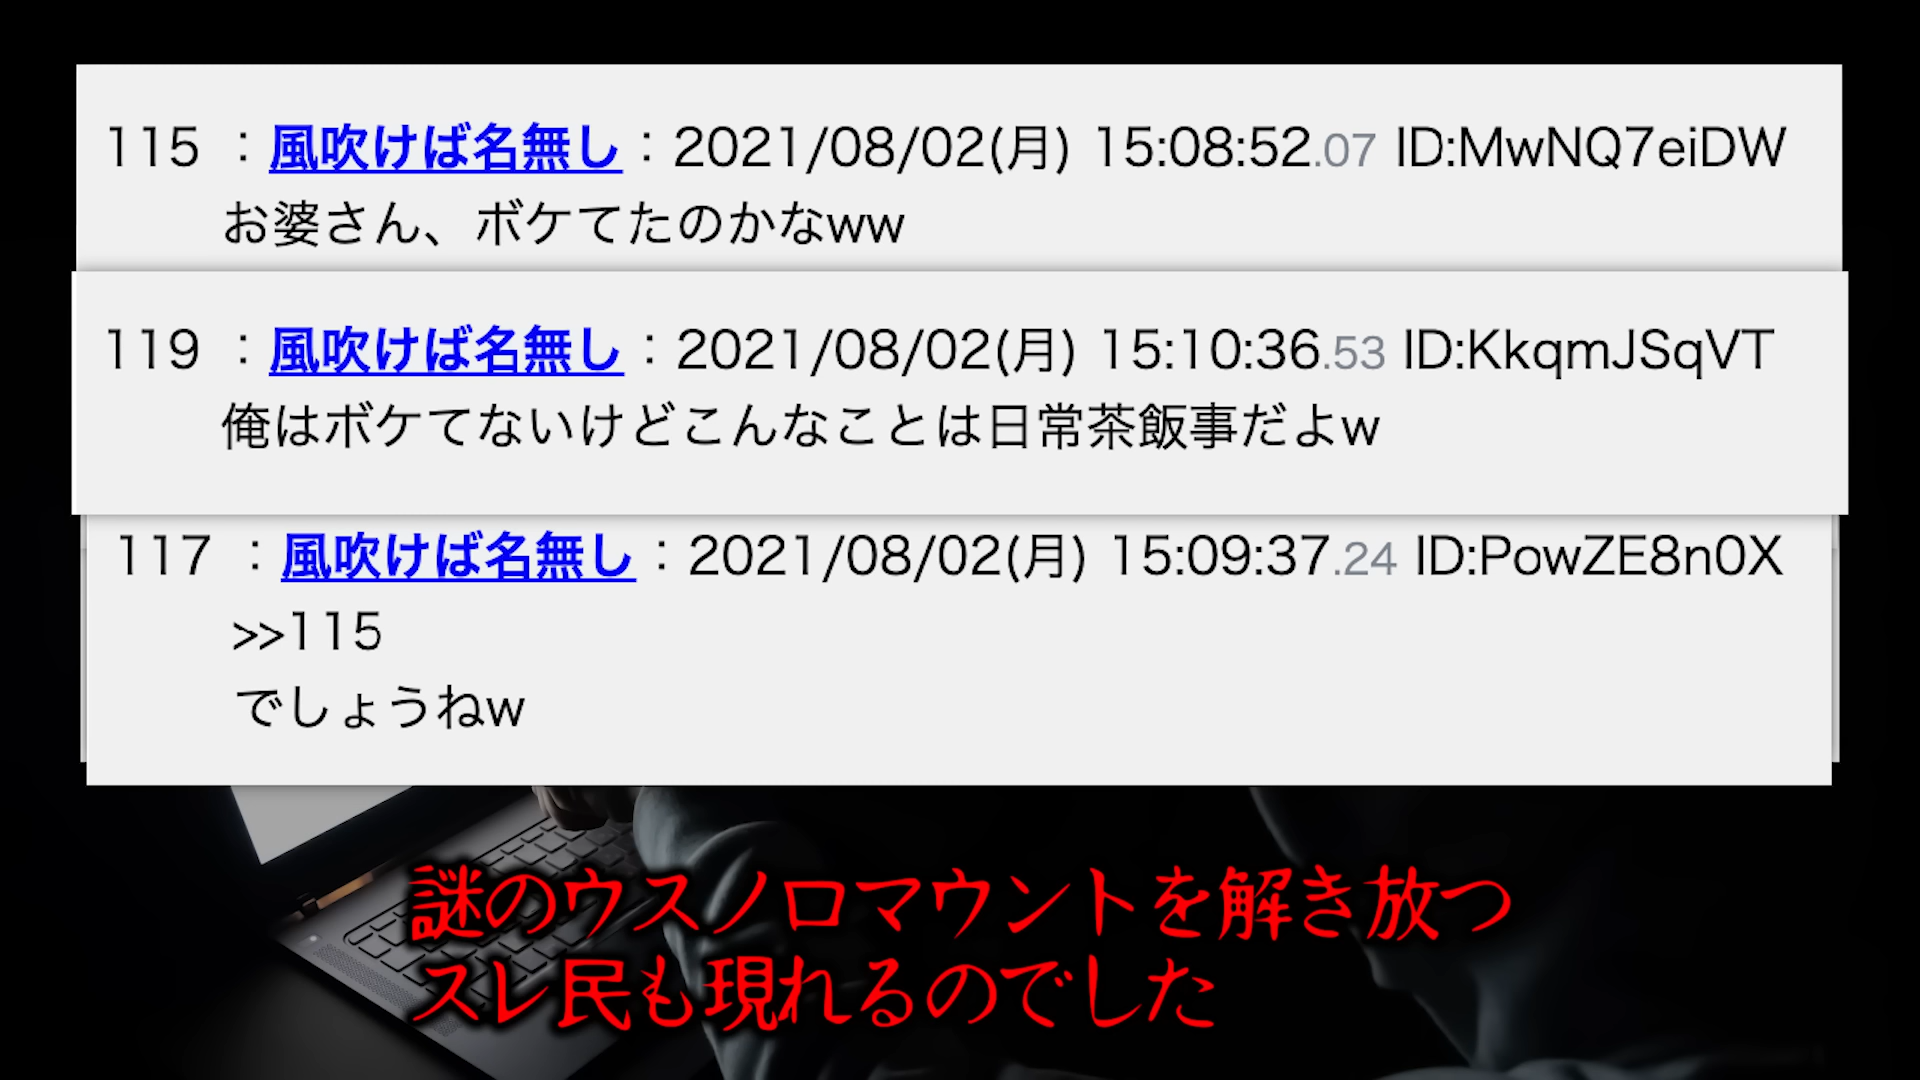 115 ：風吹けば名無し：2021/08/02(月) 15:08:52.07 ID:MwNQ7eiDW
お婆さん、ボケてたのかなww
119 ：風吹けば名無し：2021/08/02(月) 15:10:36.53 ID:KkqmJSqVT
俺はボケてないけどこんなことは日常茶飯事だよw
117 ：風吹けば名無し：2021/08/02(月) 15:09:37.24 ID:PowZE8n0X
>>115
でしょうねw
謎のウスノロマウントを解き放つ
スレ民も現れるのでした